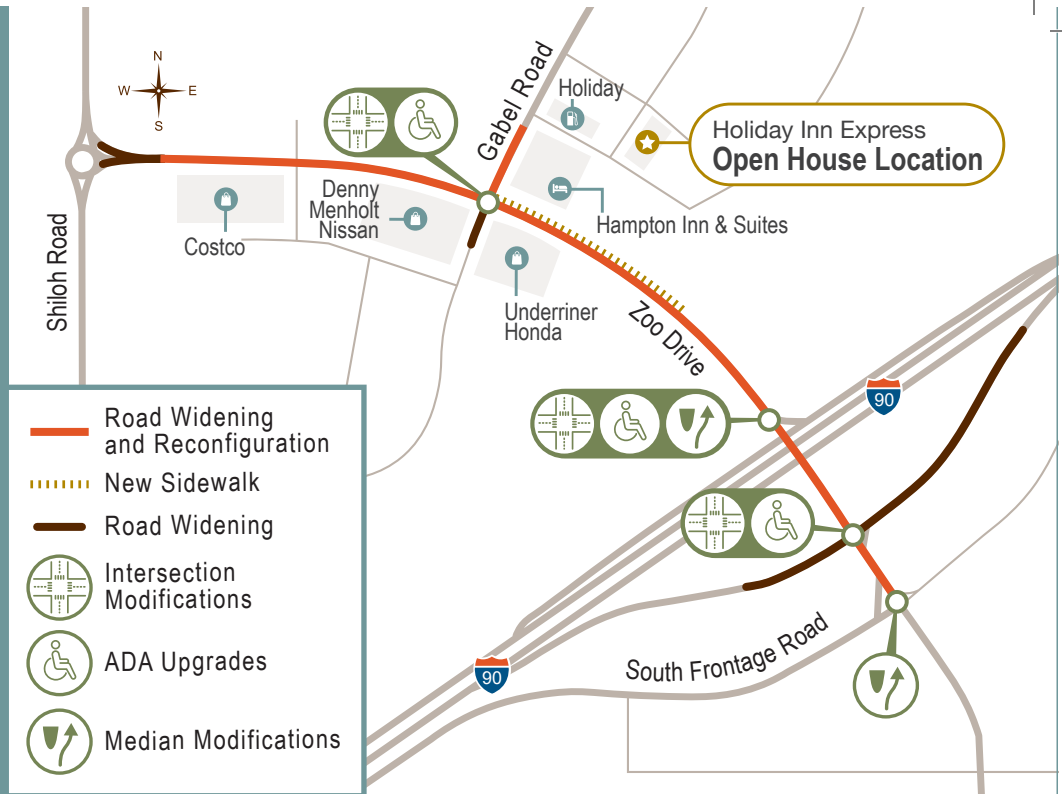 N
W
E
S
Gabel Road
Holiday
Holiday Inn Express
Open House Location
Denny
Menholt
Nissan
Hampton Inn & Suites
Costco
Shiloh Road
Underriner
Honda
Zoo Drive
90
Road Widening
and Reconfiguration
New Sidewalk
Road Widening
Intersection
Modifications
ADA Upgrades
Median Modifications
South Frontage Road
90